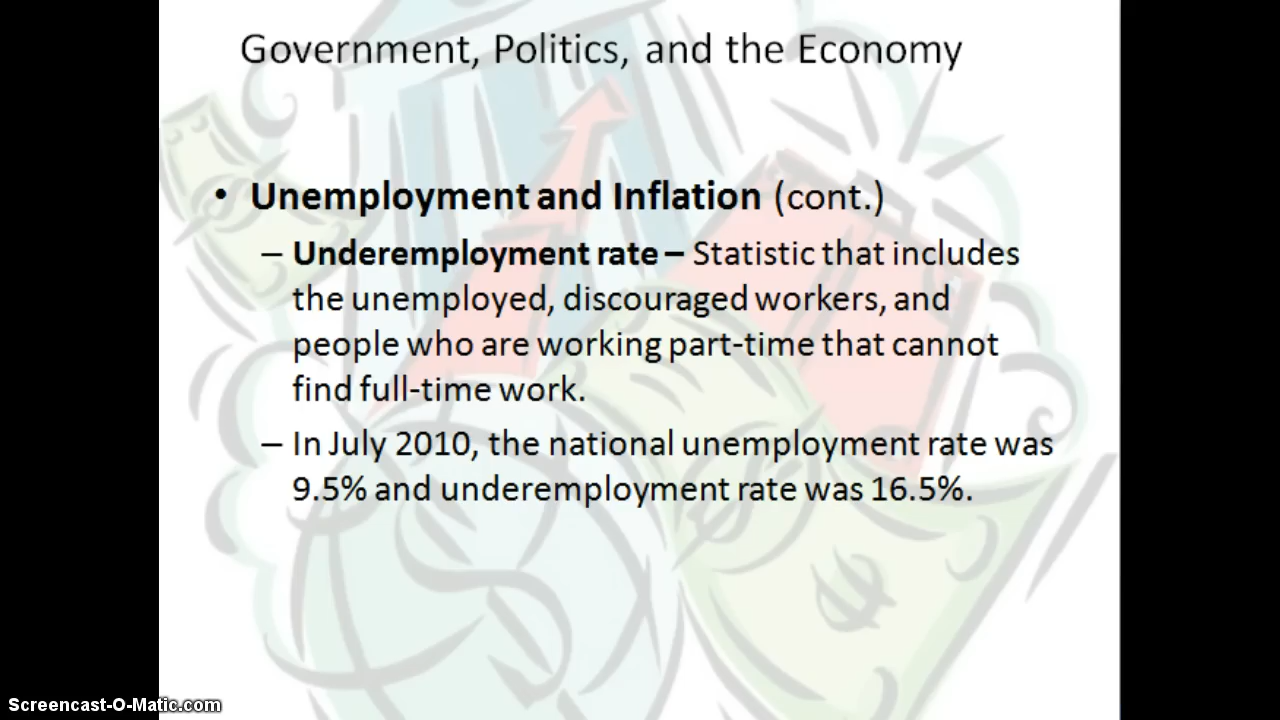 Government, Politics, and the Economy
• Unemployment and Inflation (cont.)
– Underemployment rate – Statistic that includes
the unemployed, discouraged workers, and
people who are working part-time that cannot
find full-time work.
– In July 2010, the national unemployment rate was
9.5% and underemployment rate was 16.5%.
Screencast-O-Matic.com